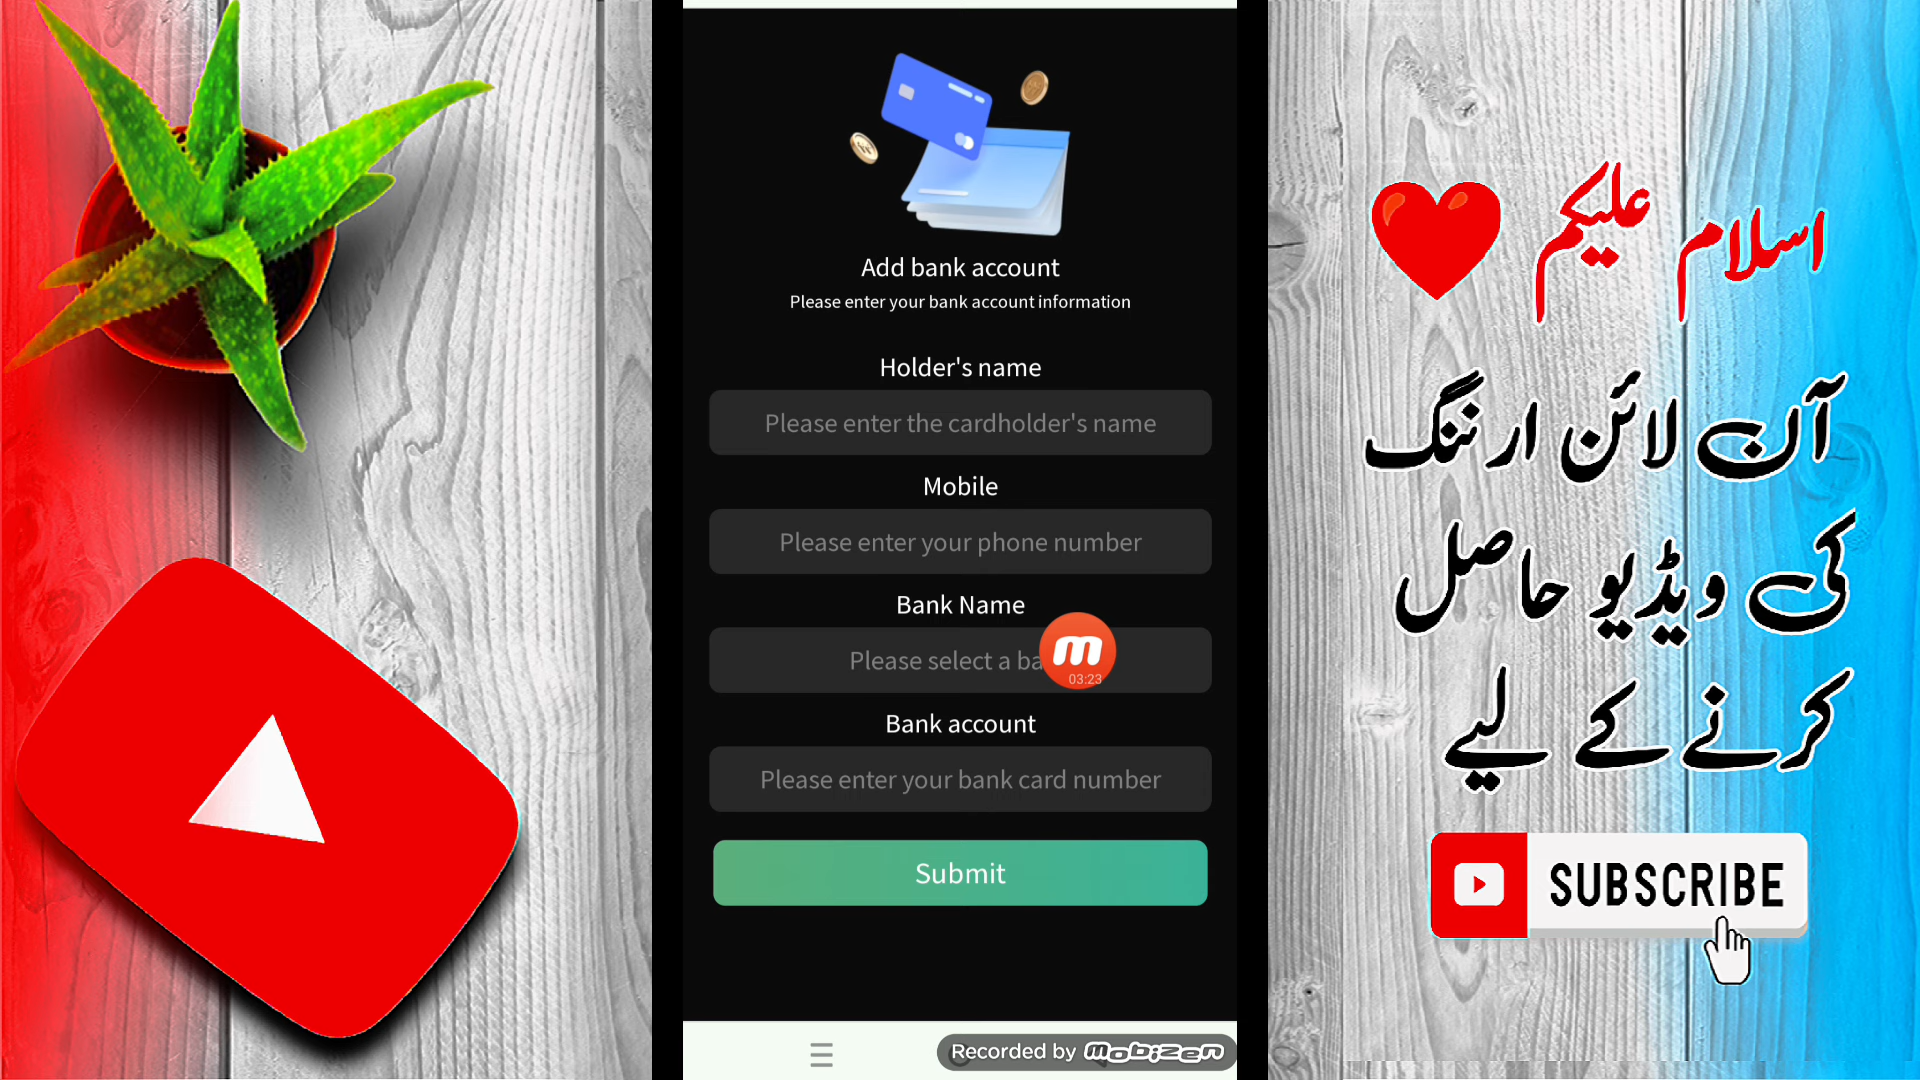 Add bank account
Please enter your bank account information
Holder's name
Please enter the cardholder's name
Mobile
Please enter your phone number
Bank Name
Please select a ba
m
03:23
Bank account
Please enter your bank card number
Submit
Recorded by mobizen
اسلام علیکم
آن لائن ارننگ
کی ویڈیو حاصل
کرنے کے لیے
SUBSCRIBE